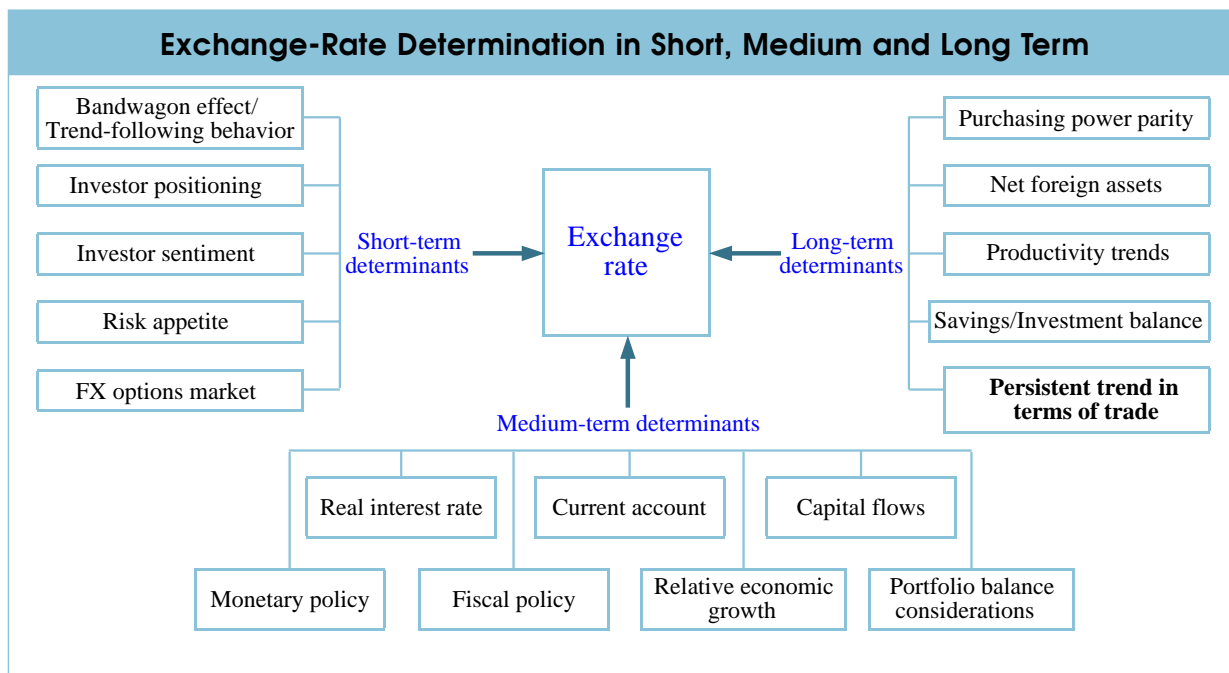 Exchange-Rate Determination in Short, Medium and Long Term
Bandwagon effect/
Trend-following behavior
Investor positioning
Investor sentiment
Risk appetite
FX options market
Short-term
determinants
Exchange
rate
Long-term
determinants
Purchasing power parity
Net foreign assets
Productivity trends
Savings/Investment balance
Persistent trend in
terms of trade
Medium-term determinants
Real interest rate
Current account
Capital flows
Monetary policy
Fiscal policy
Relative economic
growth
Portfolio balance
considerations